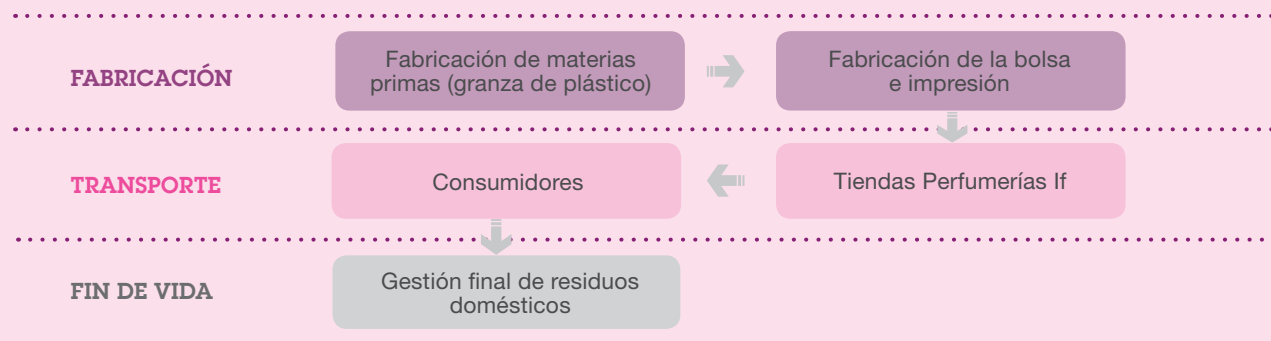 FABRICACIÓN
Fabricación de materias
primas (granza de plástico)
Fabricación de la bolsa
e impresión
TRANSPORTE
Consumidores
Tiendas Perfumerías If
FIN DE VIDA
Gestión final de residuos
domésticos